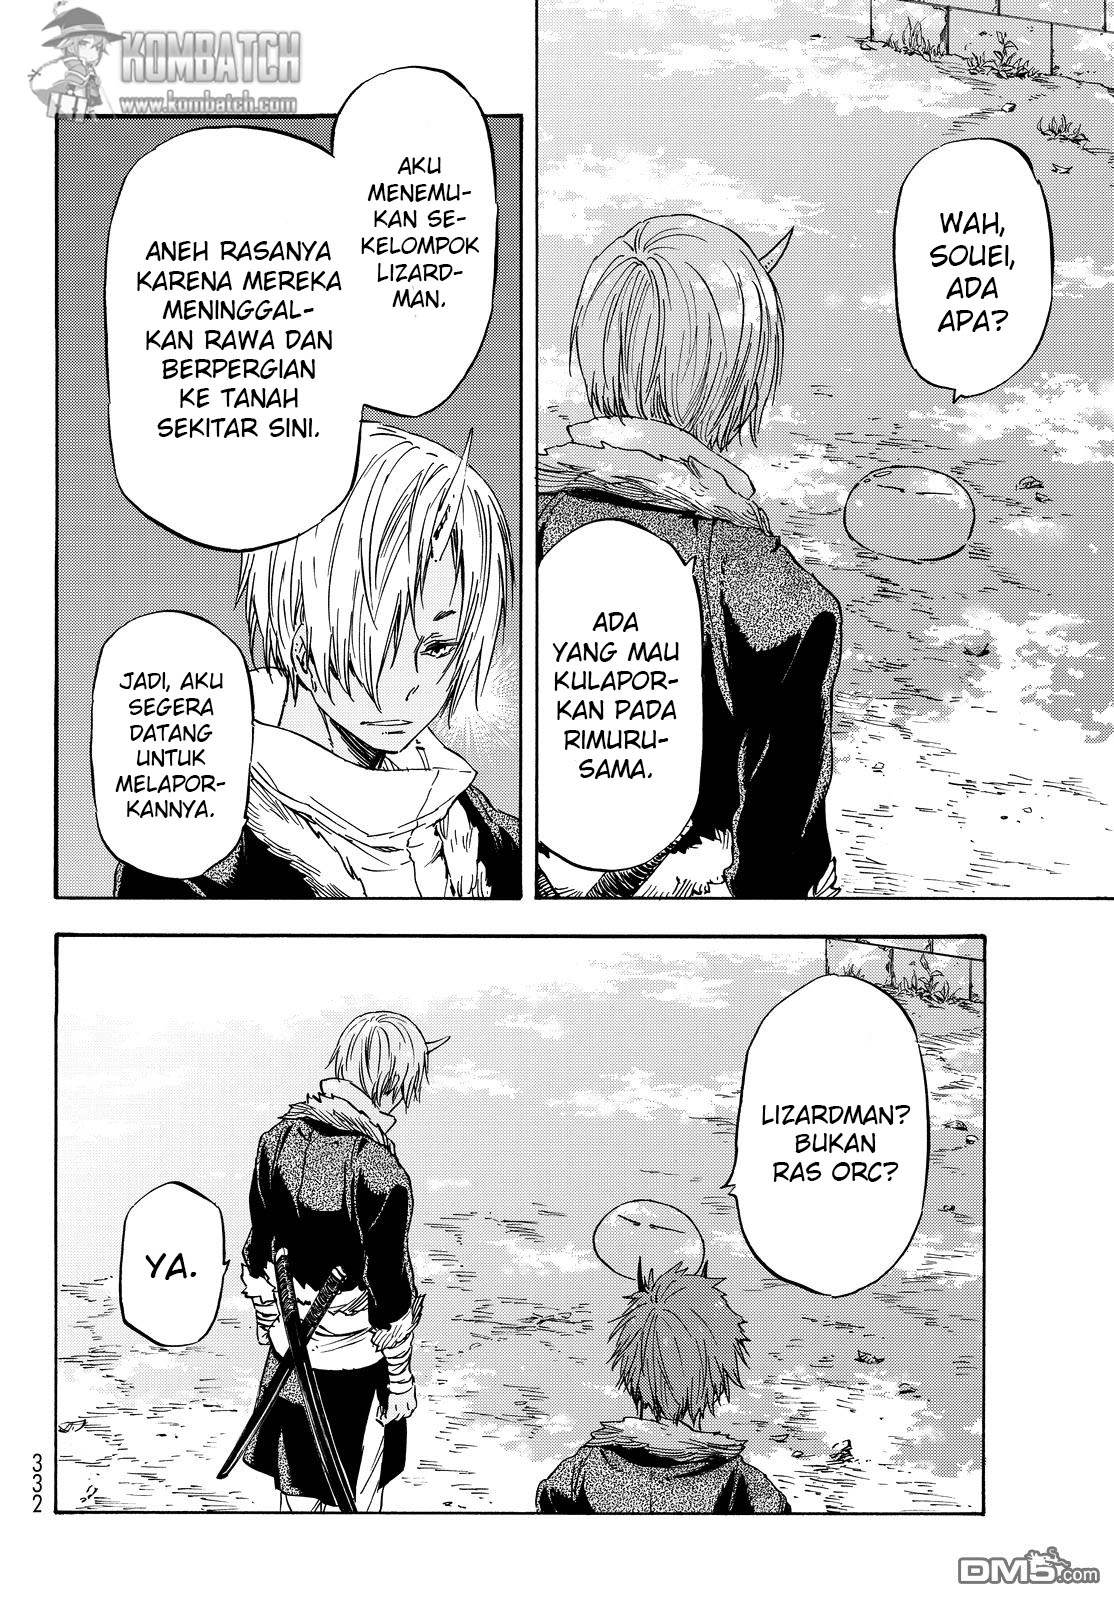 KOMBATCH
www.kombatch.com
WAH,
SOUEI,
ADA
APA?
ADA
YANG MAU
KULAPOR-
KAN PADA
RIMURU-
SAMA.
AKU
MENEMU-
KAN SE-
KELOMPOK
LIZARD-
MAN.
ANEH RASANYA
KARENA MEREKA
MENINGGAL-
KAN RAWA DAN
BERPERGIAN
KE TANAH
SEKITAR SINI.
JADI, AKU
SEGERA
DATANG
UNTUK
MELAPOR-
KANNYA.
LIZARDMAN?
BUKAN
RAS ORC?
YA.
332
DM5.com